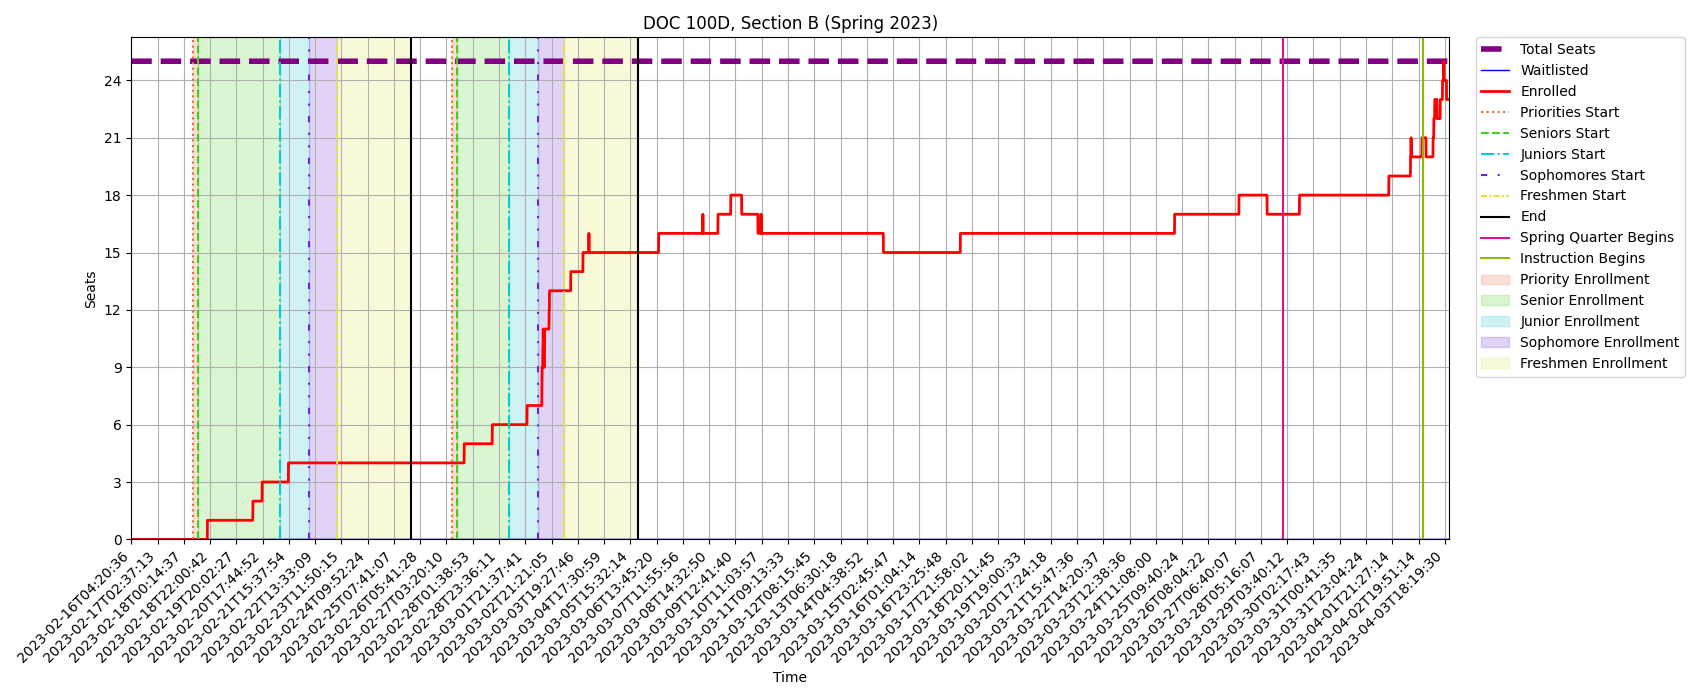 DOC 100D, Section B (Spring 2023)
Seats
24
21
18
15
12
9
6
3
0
2023-02-16T04:20:36
2023-02-17T02:37:13
2023-02-18T00:14:37
2023-02-18T22:00:42
2023-02-19T20:02:27
2023-02-20T17:44:52
2023-02-21T15:37:54
2023-02-22T13:33:09
2023-02-23T11:50:15
2023-02-24T09:52:24
2023-02-25T07:41:07
2023-02-26T05:41:28
2023-02-27T03:20:10
2023-02-28T01:38:53
2023-02-28T23:36:11
2023-03-01T21:37:41
2023-03-02T21:21:05
2023-03-03T19:27:46
2023-03-04T17:30:59
2023-03-05T15:32:14
2023-03-06T13:45:20
2023-03-07T11:55:56
2023-03-08T14:32:50
2023-03-09T12:41:40
2023-03-10T11:03:57
2023-03-11T09:13:33
2023-03-12T08:15:45
2023-03-13T06:30:18
2023-03-14T04:38:52
2023-03-15T02:45:47
2023-03-16T01:04:14
2023-03-16T23:25:48
2023-03-17T21:58:02
2023-03-18T20:11:45
2023-03-19T19:00:33
2023-03-20T17:24:18
2023-03-21T15:47:36
2023-03-22T14:20:37
2023-03-23T12:38:36
2023-03-24T11:08:00
2023-03-25T09:40:24
2023-03-26T08:04:22
2023-03-27T06:40:07
2023-03-28T05:16:07
2023-03-29T03:40:12
2023-03-30T02:17:43
2023-03-31T00:41:35
2023-03-31T23:04:24
2023-04-01T21:27:14
2023-04-02T19:51:14
2023-04-03T18:19:30
Time
Total Seats
Waitlisted
Enrolled
Priorities Start
Seniors Start
Juniors Start
Sophomores Start
Freshmen Start
End
Spring Quarter Begins
Instruction Begins
Priority Enrollment
Senior Enrollment
Junior Enrollment
Sophomore Enrollment
Freshmen Enrollment